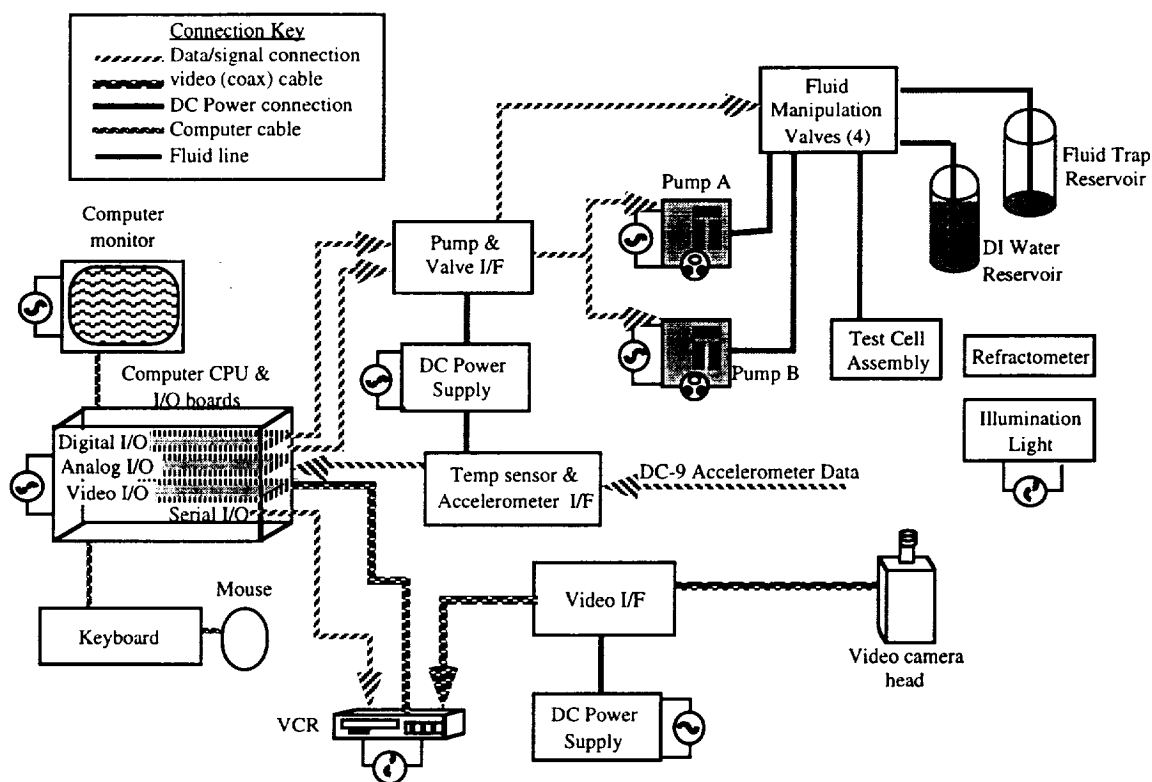 Connection Key
Data/signal connection
video (coax) cable
DC Power connection
Computer cable
Fluid line
Fluid
Manipulation
Valves (4)
Fluid Trap
Reservoir
DI Water
Reservoir
Pump A
Computer
monitor
Pump &
Valve I/F
Pump B
Test Cell
Assembly
Refractometer
DC Power
Supply
Computer CPU &
I/O boards
Illumination
Light
Digital I/O
Analog I/O
Video I/O
Serial I/O
Temp sensor &
Accelerometer I/F
DC-9 Accelerometer Data
Mouse
Keyboard
Video I/F
Video camera
head
VCR
DC Power
Supply